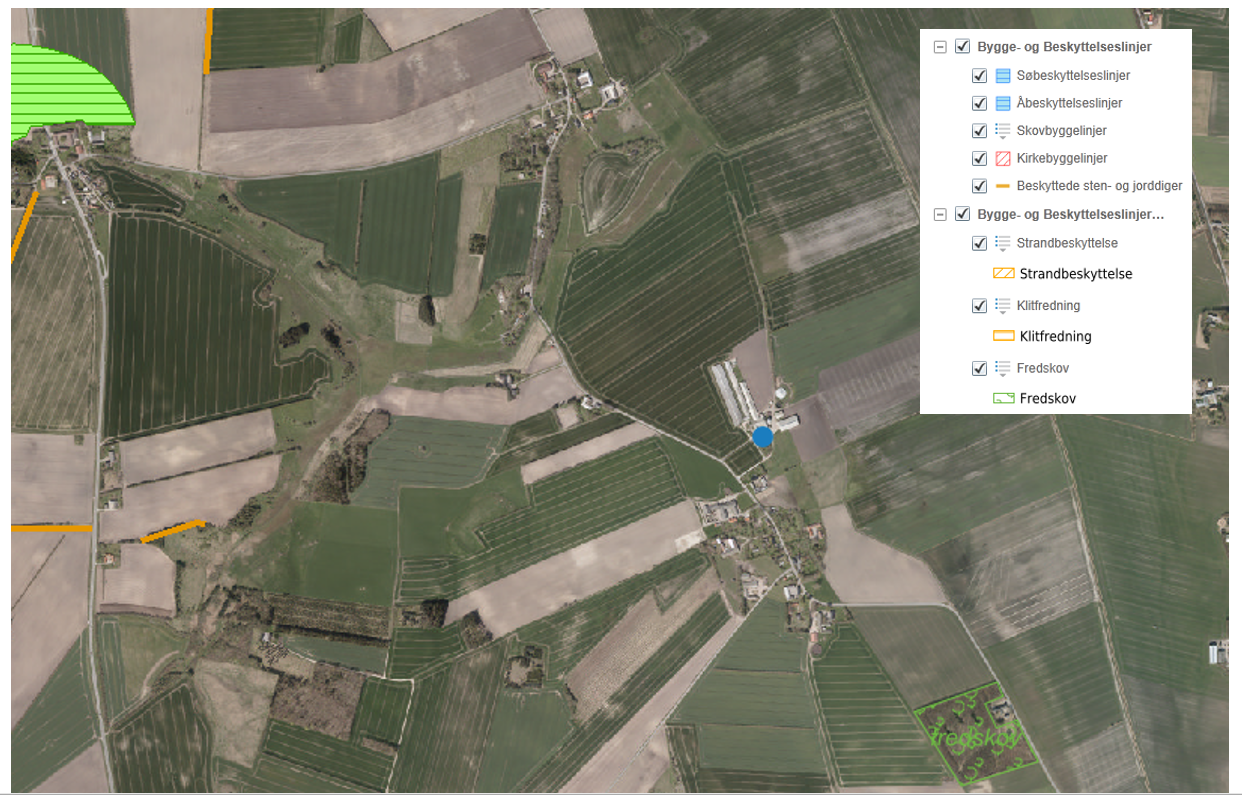 Bygge- og Beskyttelseslinjer
Søbeskyttelseslinjer
Åbeskyttelseslinjer
Skovbyggelinjer
Kirkebyggelinjer
Beskyttede sten- og jorddiger
Bygge- og Beskyttelseslinjer...
Strandbeskyttelse
Strandbeskyttelse
Klitfredning
Klitfredning
Fredskov
Fredskov
fredskov